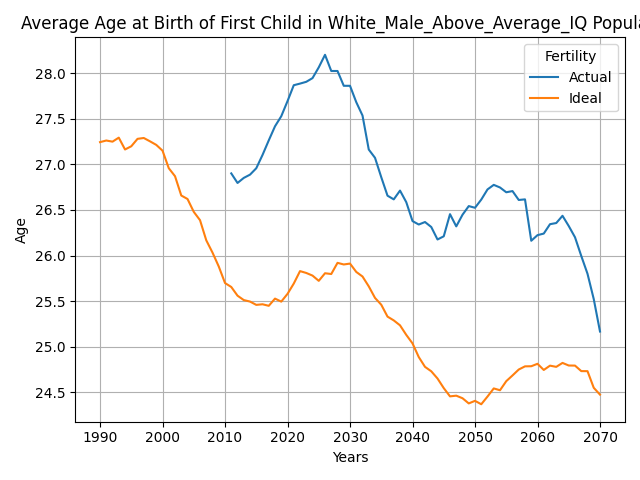 Average Age at Birth of First Child in White_Male_Above_Average_IQ Popula
Fertility
Actual
Ideal
28.0
27.5
27.0
26.5
26.0
25.5
25.0
24.5
Age
1990 2000 2010 2020 2030 2040 2050 2060 2070
Years